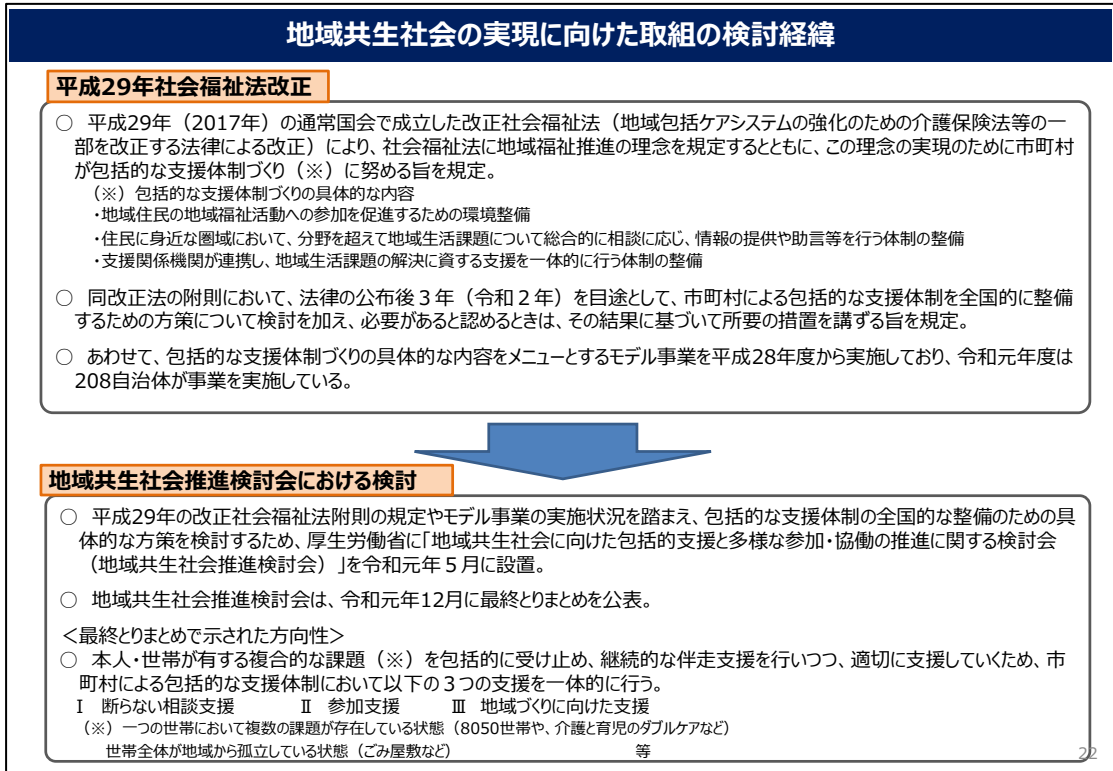 地域共生社会の実現に向けた取組の検討経緯
平成29年社会福祉法改正
○ 平成29年（2017年）の通常国会で成立した改正社会福祉法（地域包括ケアシステムの強化のための介護保険法等の一
部を改正する法律による改正）により、社会福祉法に地域福祉推進の理念を規定するとともに、この理念の実現のために市町村
が包括的な支援体制づくり（※）に努める旨を規定。
（※）包括的な支援体制づくりの具体的な内容
・地域住民の地域福祉活動への参加を促進するための環境整備
・住民に身近な圏域において、分野を超えて地域生活課題について総合的に相談に応じ、情報の提供や助言等を行う体制の整備
・支援関係機関が連携し、地域生活課題の解決に資する支援を一体的に行う体制の整備
○ 同改正法の附則において、法律の公布後３年（令和２年）を目途として、市町村による包括的な支援体制を全国的に整備
するための方策について検討を加え、必要があると認めるときは、その結果に基づいて所要の措置を講ずる旨を規定。
○ あわせて、包括的な支援体制づくりの具体的な内容をメニューとするモデル事業を平成28年度から実施しており、令和元年度は
208自治体が事業を実施している。
地域共生社会推進検討会における検討
○ 平成29年の改正社会福祉法附則の規定やモデル事業の実施状況を踏まえ、包括的な支援体制の全国的な整備のための具
体的な方策を検討するため、厚生労働省に「地域共生社会に向けた包括的支援と多様な参加・協働の推進に関する検討会
（地域共生社会推進検討会）」を令和元年５月に設置。
○ 地域共生社会推進検討会は、令和元年12月に最終とりまとめを公表。
＜最終とりまとめで示された方向性＞
○ 本人・世帯が有する複合的な課題（※）を包括的に受け止め、継続的な伴走支援を行いつつ、適切に支援していくため、市
町村による包括的な支援体制において以下の３つの支援を一体的に行う。
Ⅰ 断らない相談支援 Ⅱ 参加支援 Ⅲ 地域づくりに向けた支援
（※）一つの世帯において複数の課題が存在している状態（8050世帯や、介護と育児のダブルケアなど）
世帯全体が地域から孤立している状態（ごみ屋敷など） 等
22